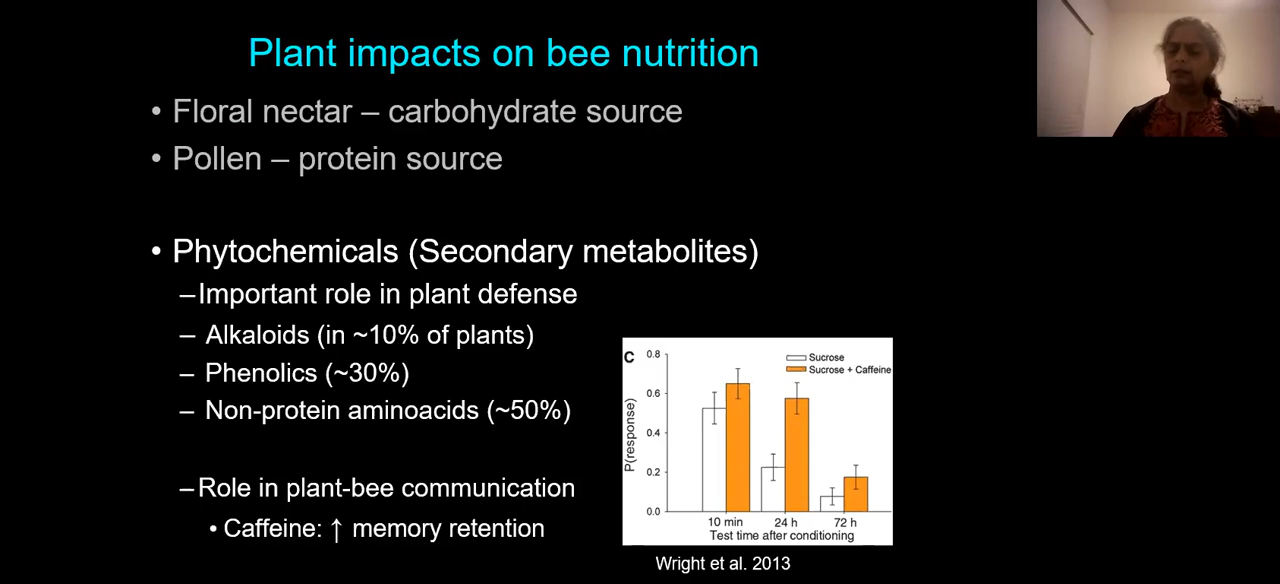 Plant impacts on bee nutrition
• Floral nectar – carbohydrate source
• Pollen – protein source
• Phytochemicals (Secondary metabolites)
–Important role in plant defense
– Alkaloids (in ~10% of plants)
– Phenolics (~30%)
– Non-protein aminoacids (~50%)
–Role in plant-bee communication
• Caffeine: ↑ memory retention
C
Sucrose
Sucrose + Caffeine
P(response)
0.8
0.6
0.4
0.2
0.0
10 min 24 h 72 h
Test time after conditioning
Wright et al. 2013